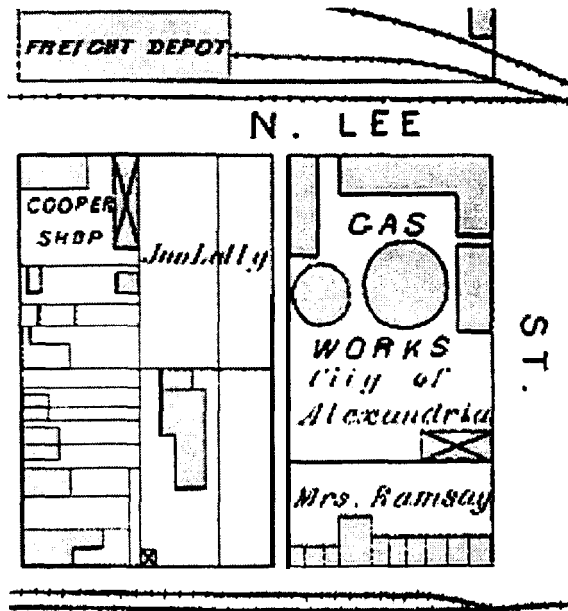 FREIGHT DEPOT
N. LEE
COOPER
SHOP
Jno Lally
GAS
WORKS
City of
Alexandria
ST.
Mrs. Ramsay